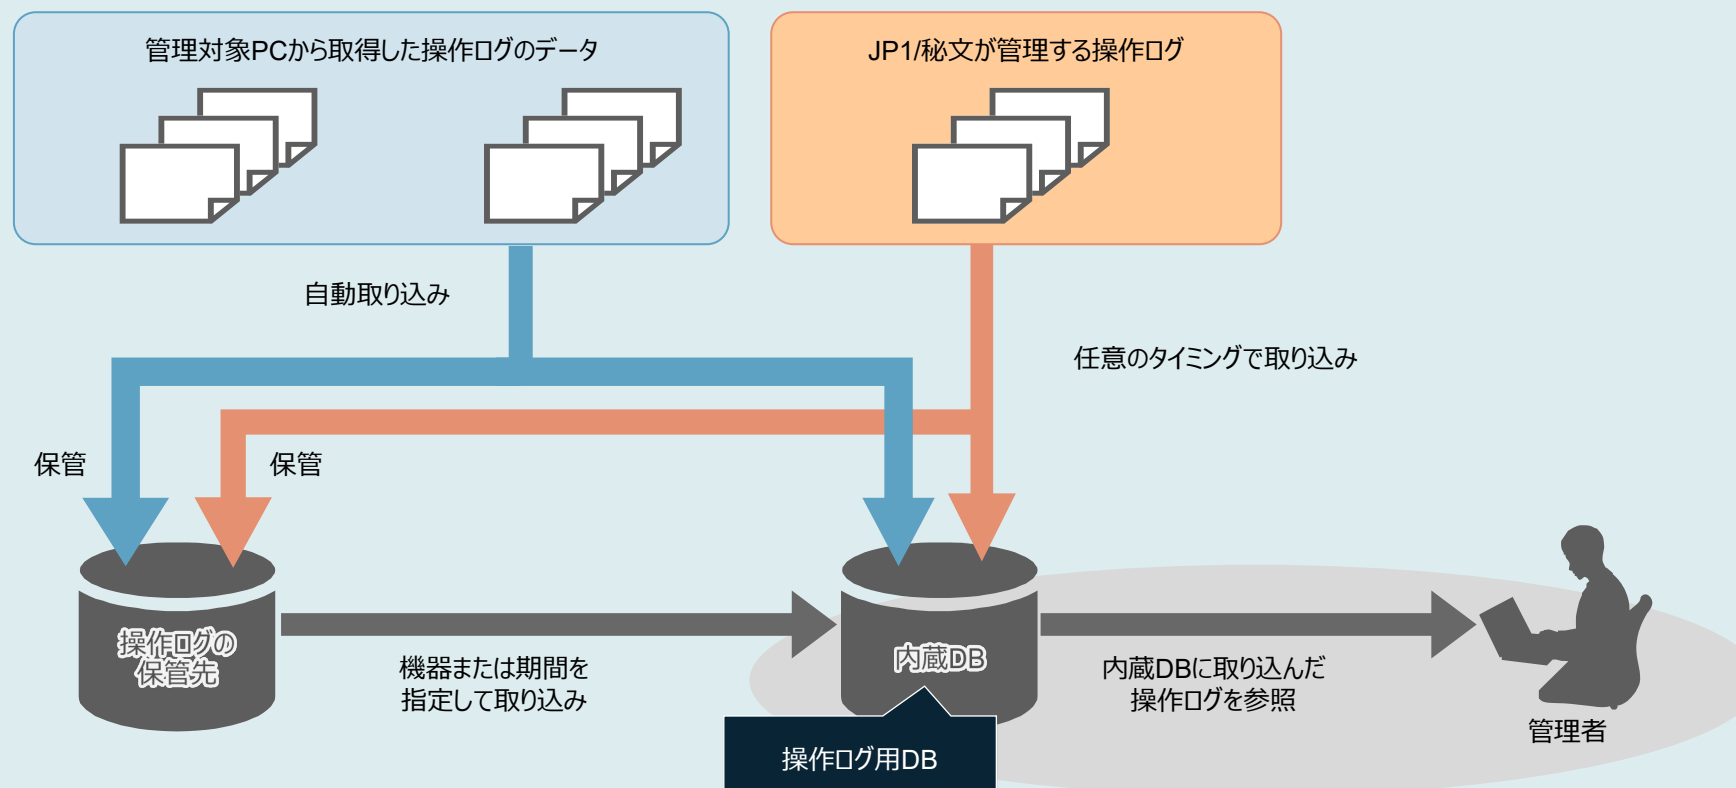 管理対象PCから取得した操作ログのデータ
JP1/秘文が管理する操作ログ
自動取り込み
任意のタイミングで取り込み
保管
保管
操作ログの
保管先
機器または期間を
指定して取り込み
内蔵DB
内蔵DBに取り込んだ
操作ログを参照
管理者
操作ログ用DB